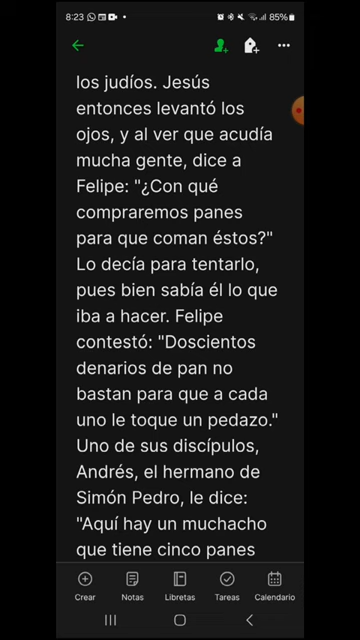 8:23 85%
los judíos. Jesús
entonces levantó los
ojos, y al ver que acudía
mucha gente, dice a
Felipe: "¿Con qué
compraremos panes
para que coman éstos?"
Lo decía para tentarlo,
pues bien sabía él lo que
iba a hacer. Felipe
contestó: "Doscientos
denarios de pan no
bastan para que a cada
uno le toque un pedazo."
Uno de sus discípulos,
Andrés, el hermano de
Simón Pedro, le dice:
"Aquí hay un muchacho
que tiene cinco panes
Crear Notas Libretas Tareas Calendario